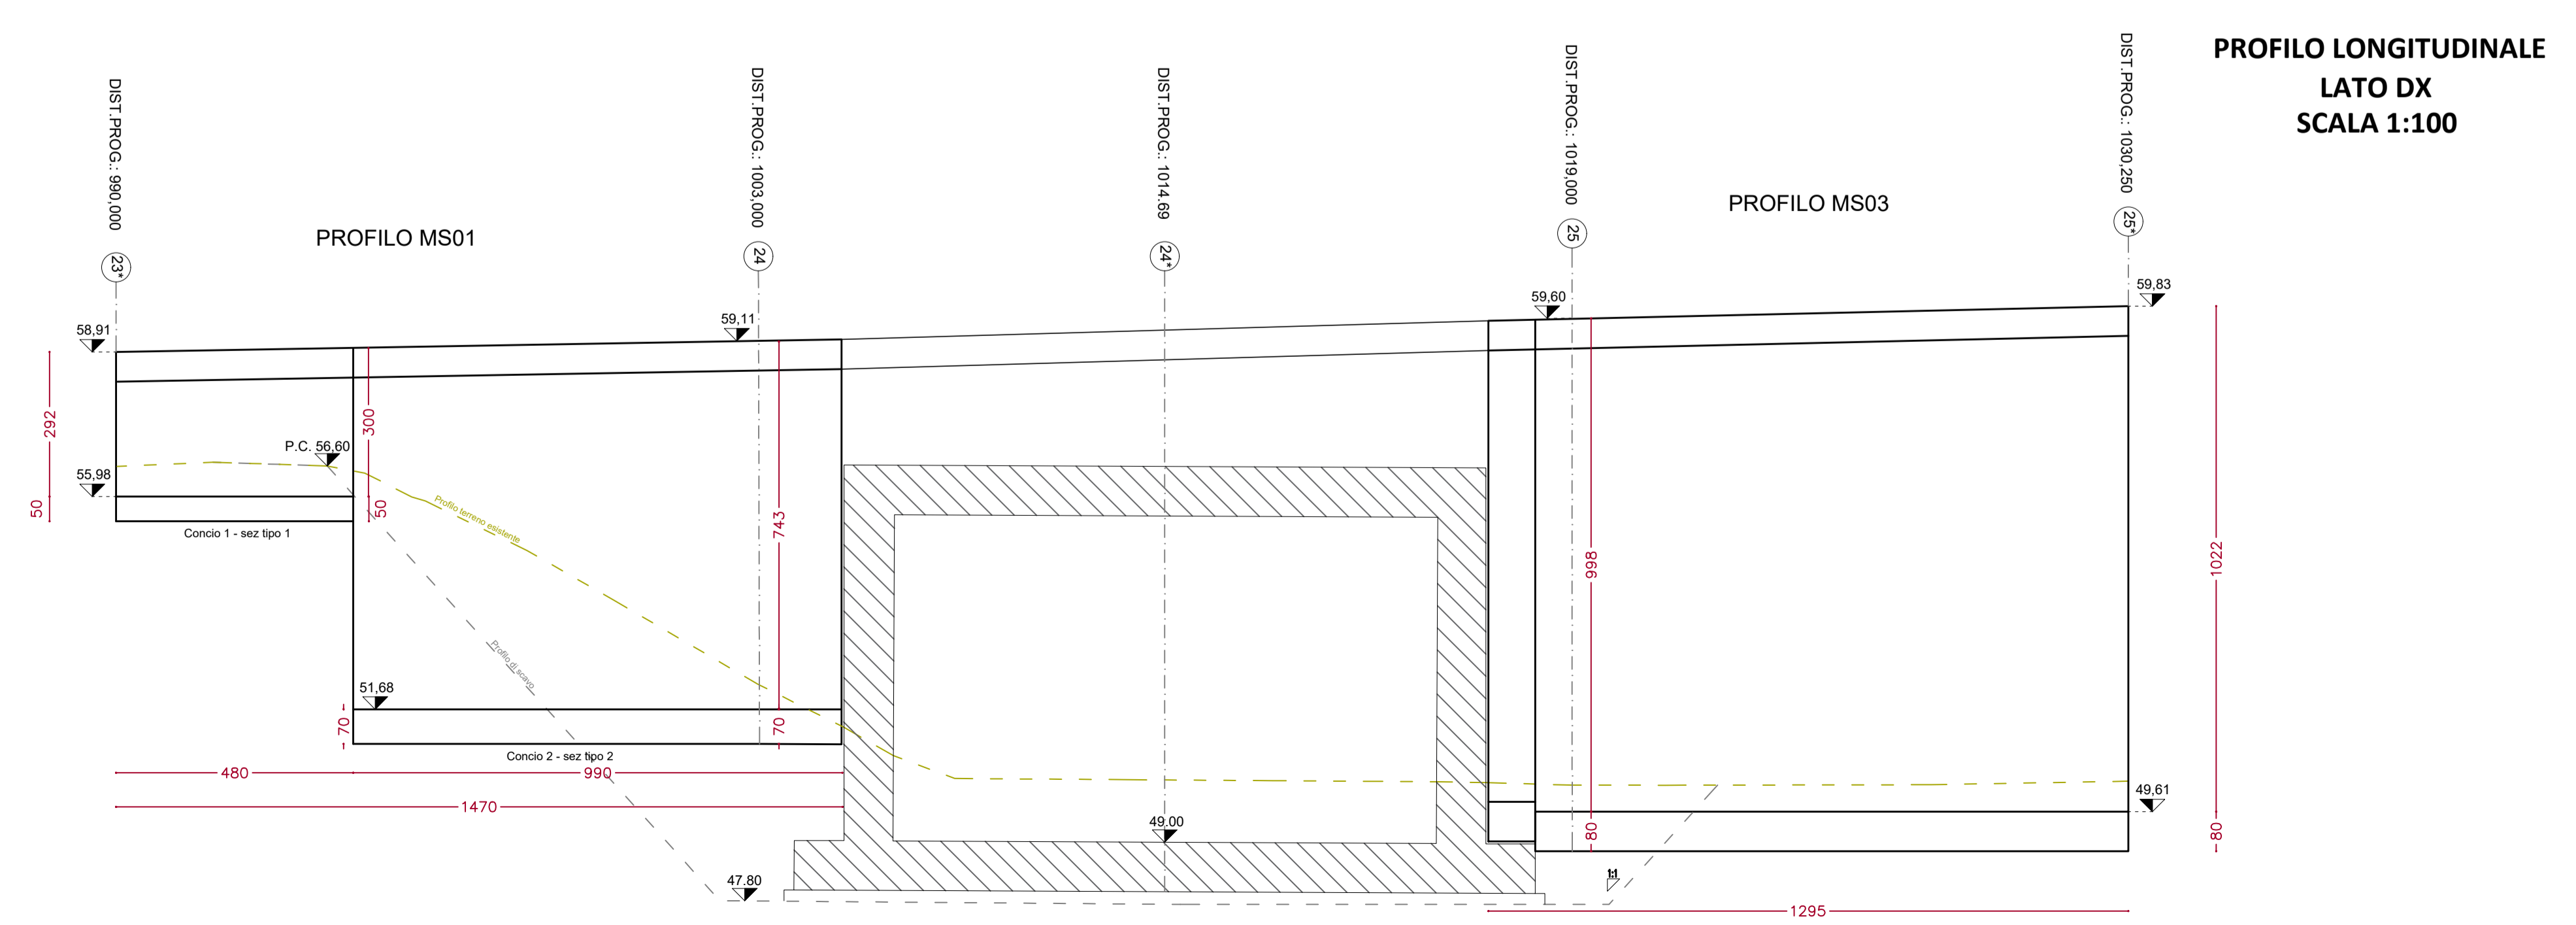 PROFILO LONGITUDINALE
LATO DX
SCALA 1:100
DIST.PROG.: 990,000
DIST.PROG.: 1003,000
DIST.PROG.: 1014.69
DIST.PROG.: 1019,000
DIST.PROG.: 1030,250
PROFILO MS01
PROFILO MS03
23*
24
24*
25
25*
58,91
59,11
59,60
59,83
292
300
P.C. 56,60
55,98
50
50
Concio 1 - sez tipo 1
Profilo terreno esistente
743
998
1022
Profilo di scavo
51,68
70
70
Concio 2 - sez tipo 2
480
990
1470
49.00
49,61
80
80
47.80
1:1
1295